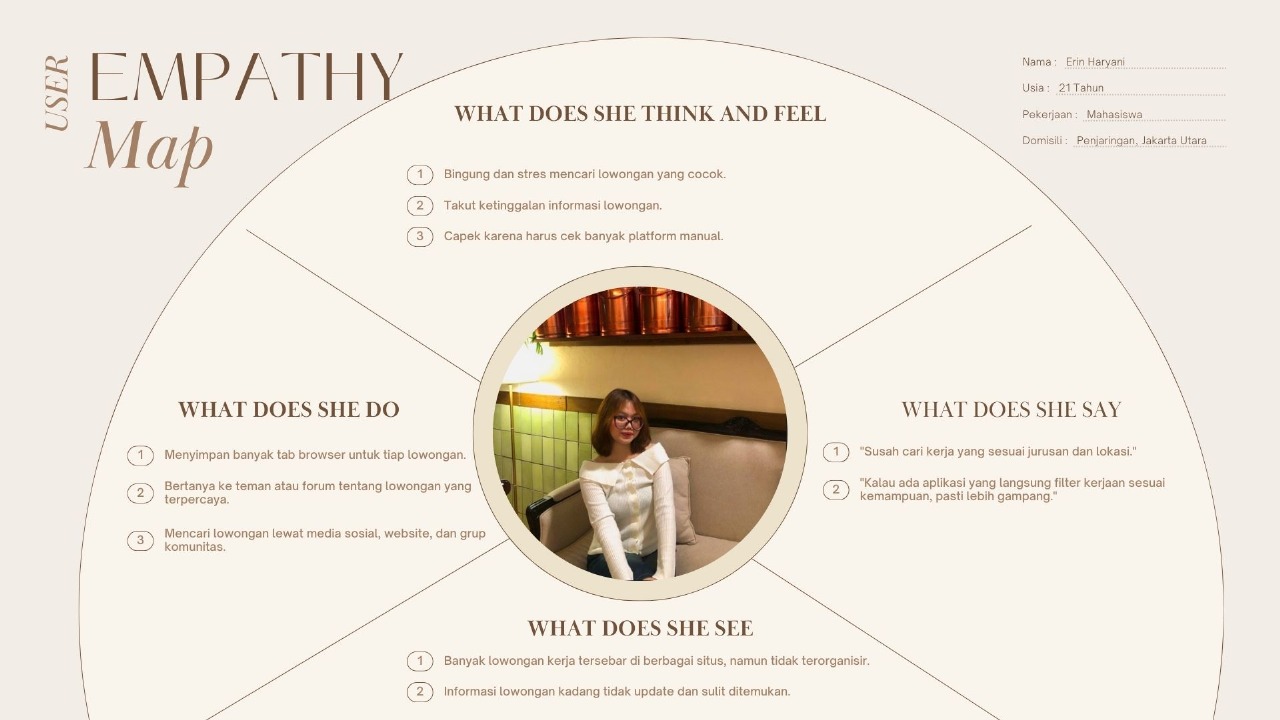 USER
EMPATHY
Map
Nama : Erin Haryani
Usia : 21 Tahun
Pekerjaan : Mahasiswa
Domisili : Penjaringan, Jakarta Utara
WHAT DOES SHE THINK AND FEEL
1 Bingung dan stres mencari lowongan yang cocok.
2 Takut ketinggalan informasi lowongan.
3 Capek karena harus cek banyak platform manual.
WHAT DOES SHE DO
1 Menyimpan banyak tab browser untuk tiap lowongan.
2 Bertanya ke teman atau forum tentang lowongan yang
terpercaya.
3 Mencari lowongan lewat media sosial, website, dan grup
komunitas.
WHAT DOES SHE SAY
1 "Susah cari kerja yang sesuai jurusan dan lokasi."
2 "Kalau ada aplikasi yang langsung filter kerjaan sesuai
kemampuan, pasti lebih gampang."
WHAT DOES SHE SEE
1 Banyak lowongan kerja tersebar di berbagai situs, namun tidak terorganisir.
2 Informasi lowongan kadang tidak update dan sulit ditemukan.